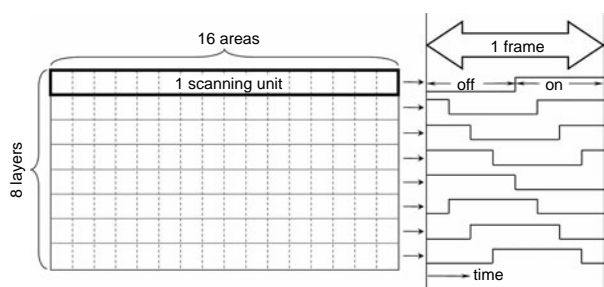 16 areas
1 frame
1 scanning unit
off
on
8 layers
time